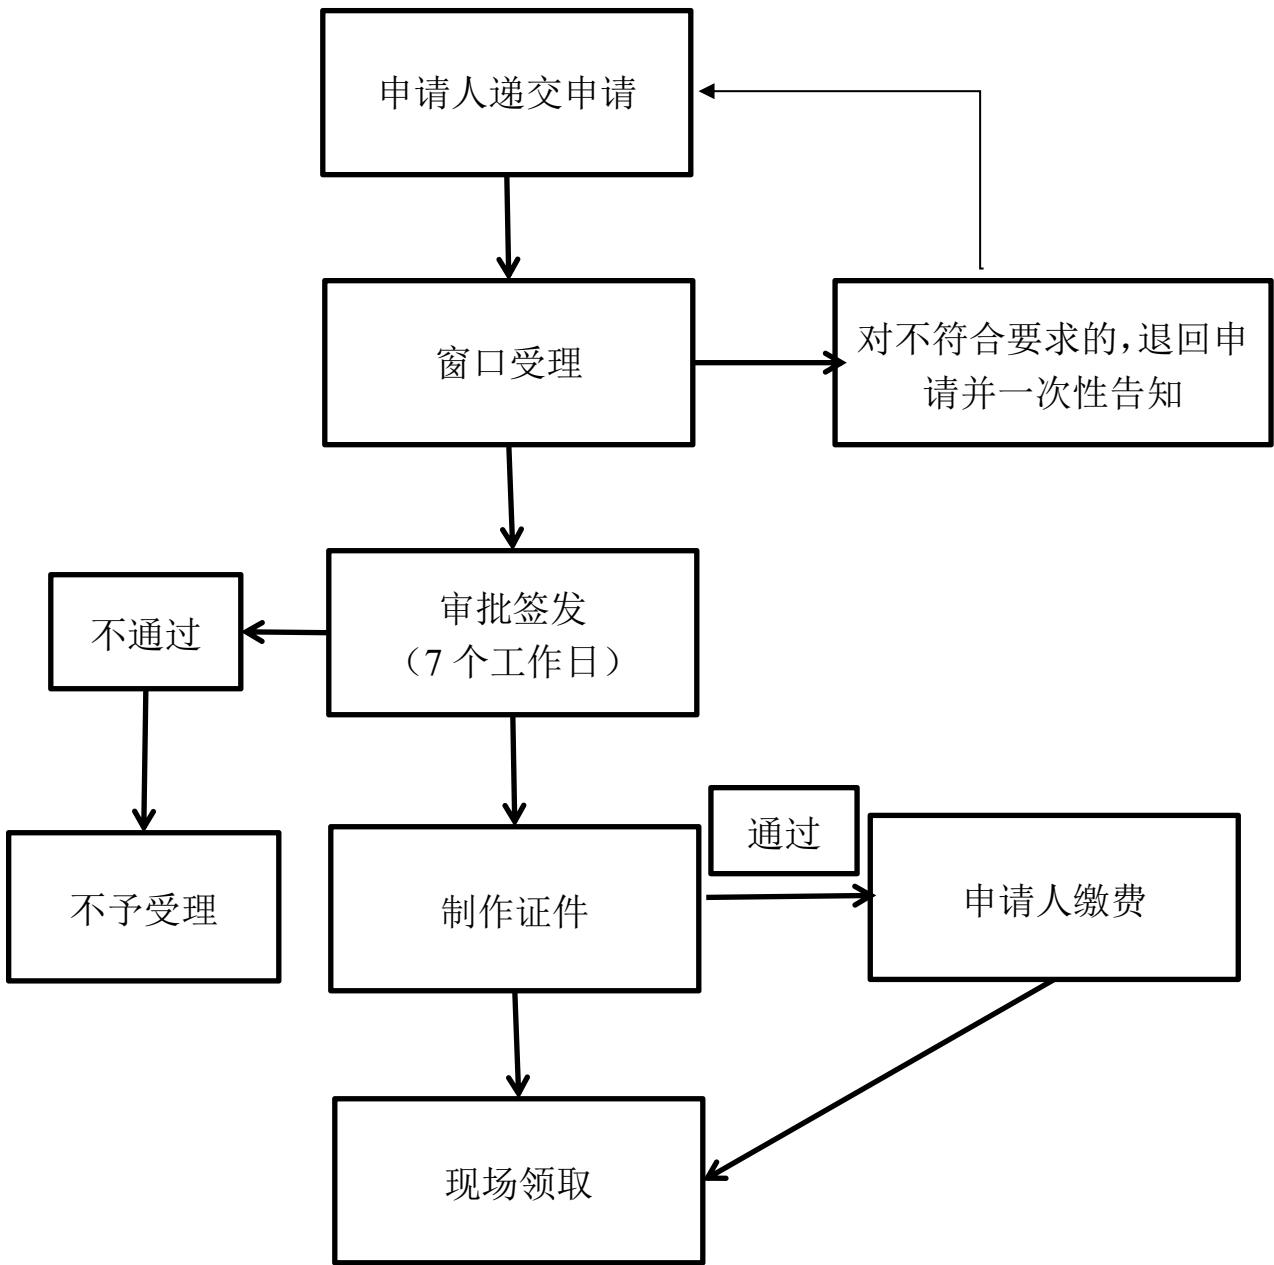 申请人递交申请
窗口受理
对不符合要求的，退回申
请并一次性告知
审批签发
（7 个工作日）
不通过
不予受理
制作证件
通过
申请人缴费
现场领取